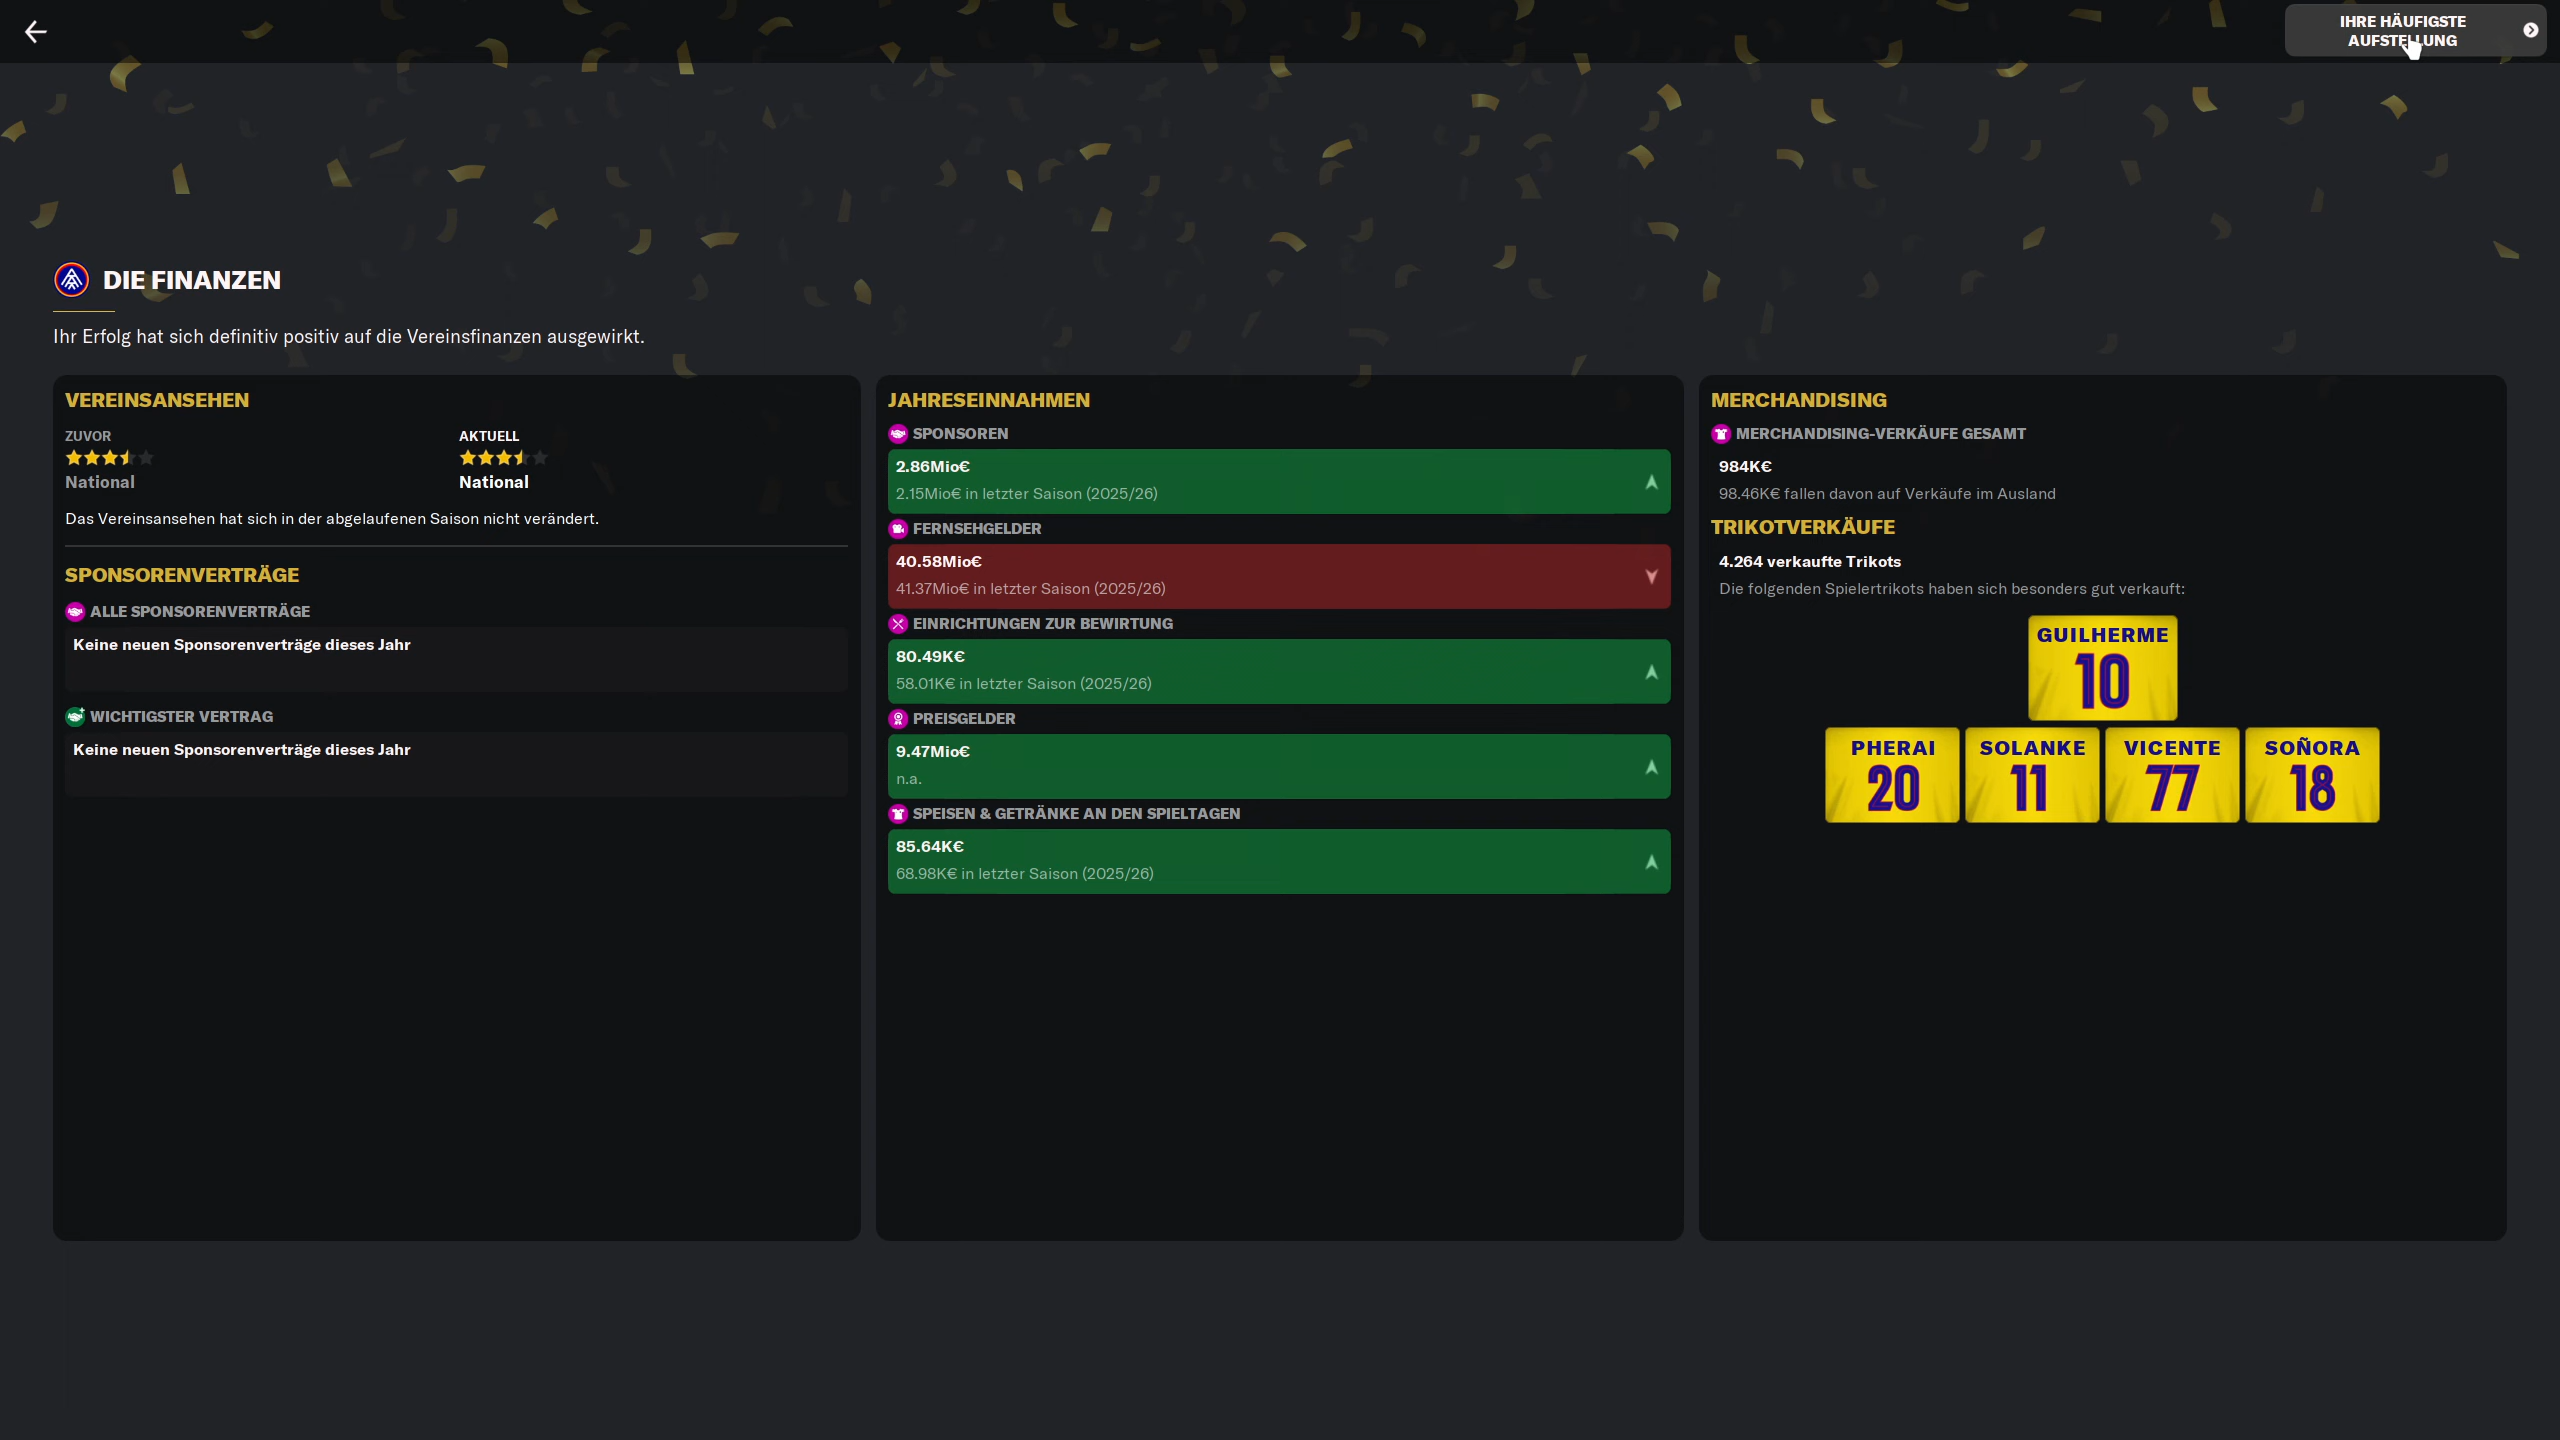 IHRE HÄUFIGSTE
AUFSTELLUNG
DIE FINANZEN
Ihr Erfolg hat sich definitiv positiv auf die Vereinsfinanzen ausgewirkt.
VEREINSANSEHEN
ZUVOR
AKTUELL
National
National
Das Vereinsansehen hat sich in der abgelaufenen Saison nicht verändert.
SPONSORENVERTRÄGE
ALLE SPONSORENVERTRÄGE
Keine neuen Sponsorenverträge dieses Jahr
WICHTIGSTER VERTRAG
Keine neuen Sponsorenverträge dieses Jahr
JAHRESEINNAHMEN
SPONSOREN
2.86Mio€
2.15Mio€ in letzter Saison (2025/26)
FERNSEHGELDER
40.58Mio€
41.37Mio€ in letzter Saison (2025/26)
EINRICHTUNGEN ZUR BEWIRTUNG
80.49K€
58.01K€ in letzter Saison (2025/26)
PREISGELDER
9.47Mio€
n.a.
SPEISEN & GETRÄNKE AN DEN SPIELTAGEN
85.64K€
68.98K€ in letzter Saison (2025/26)
MERCHANDISING
MERCHANDISING-VERKÄUFE GESAMT
984K€
98.46K€ fallen davon auf Verkäufe im Ausland
TRIKOTVERKÄUFE
4.264 verkaufte Trikots
Die folgenden Spielertrikots haben sich besonders gut verkauft:
GUILHERME
10
PHERAI
20
SOLANKE
11
VICENTE
77
SOÑORA
18